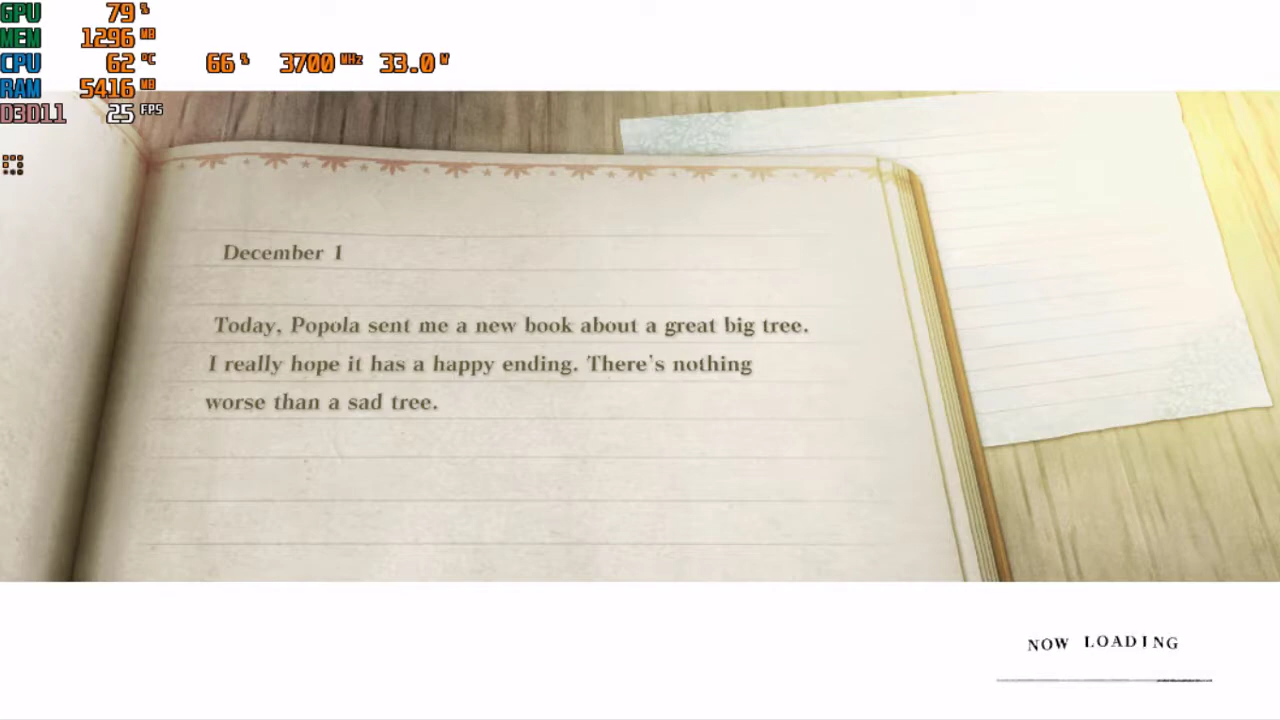 GPU 79 %
MEM 1296 MB
CPU 62 °C 66 % 3700 MHz 33.0 W
RAM 5416 MB
D3D11 25 FPS
December 1
Today, Popola sent me a new book about a great big tree.
I really hope it has a happy ending. There's nothing
worse than a sad tree.
NOW LOADING